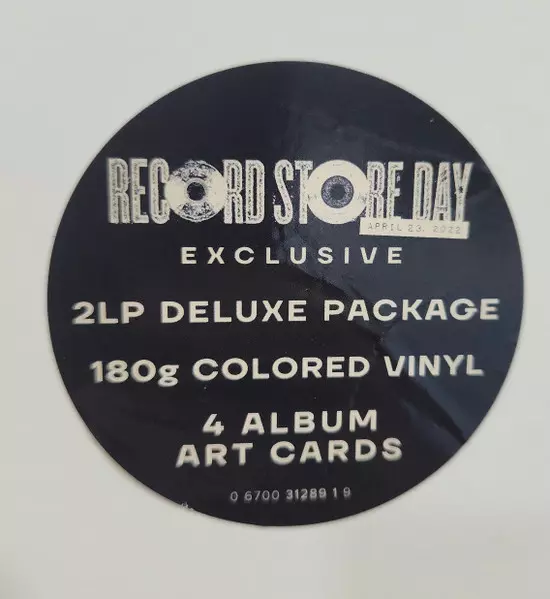 RECORD STORE DAY
APRIL 23, 2022
EXCLUSIVE
2LP DELUXE PACKAGE
180g COLORED VINYL
4 ALBUM
ART CARDS
0 6700 31289 1 9